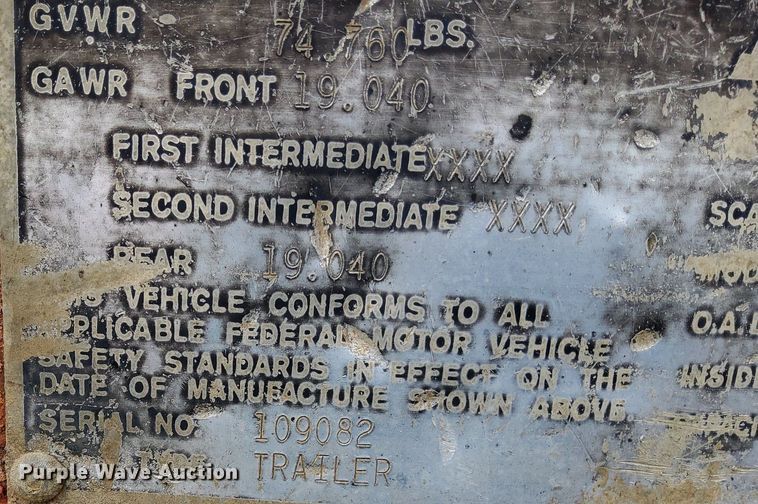 GVWR 74 760 LBS.
GAWR FRONT 19.040
FIRST INTERMEDIATE XXXX
SECOND INTERMEDIATE XXXX SCA
REAR 19.040
VEHICLE CONFORMS TO ALL
APPLICABLE FEDERAL MOTOR VEHICLE O.A.L
SAFETY STANDARDS IN EFFECT ON THE INSID
DATE OF MANUFACTURE SHOWN ABOVE
SERIAL NO 109082
TRAILER
Purple Wave Auction